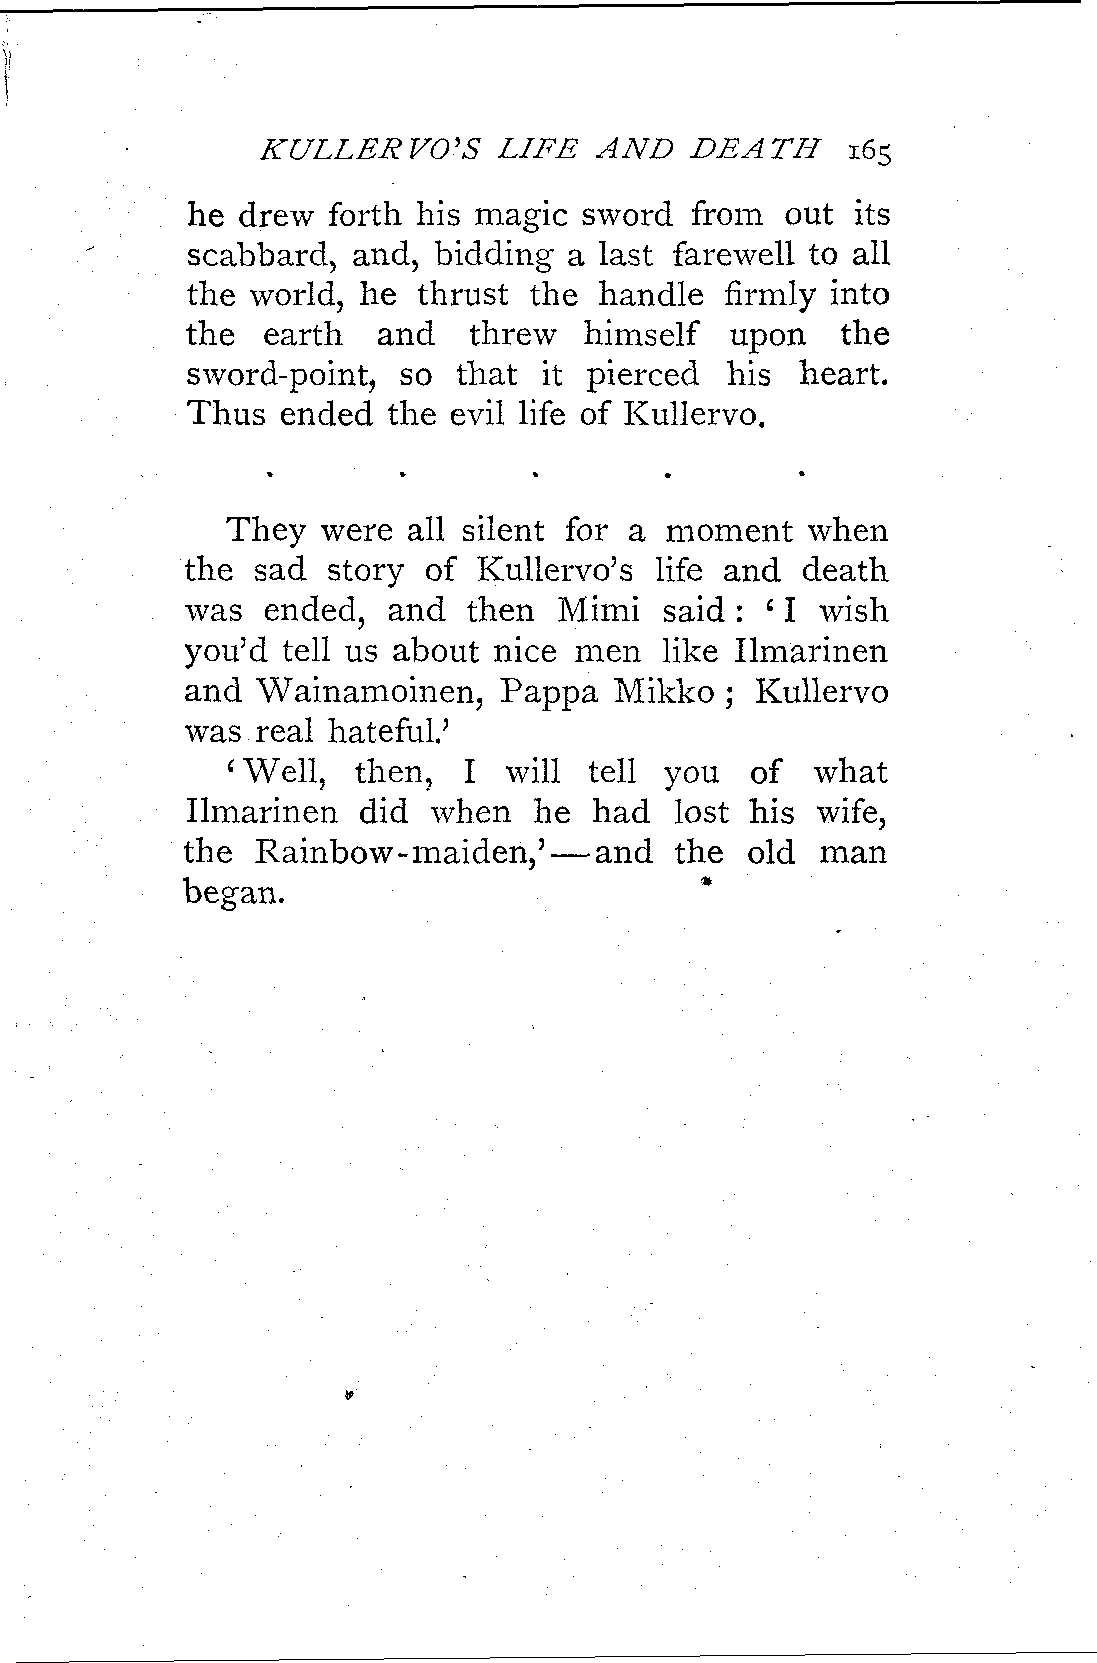 KULLERVO'S LIFE AND DEATH 165
he drew forth his magic sword from out its
scabbard, and, bidding a last farewell to all
the world, he thrust the handle firmly into
the earth and threw himself upon the
sword-point, so that it pierced his heart.
Thus ended the evil life of Kullervo.
. . . . .
They were all silent for a moment when
the sad story of Kullervo's life and death
was ended, and then Mimi said : ‘I wish
you'd tell us about nice men like Ilmarinen
and Wainamoinen, Pappa Mikko ; Kullervo
was real hateful.’
‘Well, then, I will tell you of what
Ilmarinen did when he had lost his wife,
the Rainbow-maiden,’—and the old man
began.